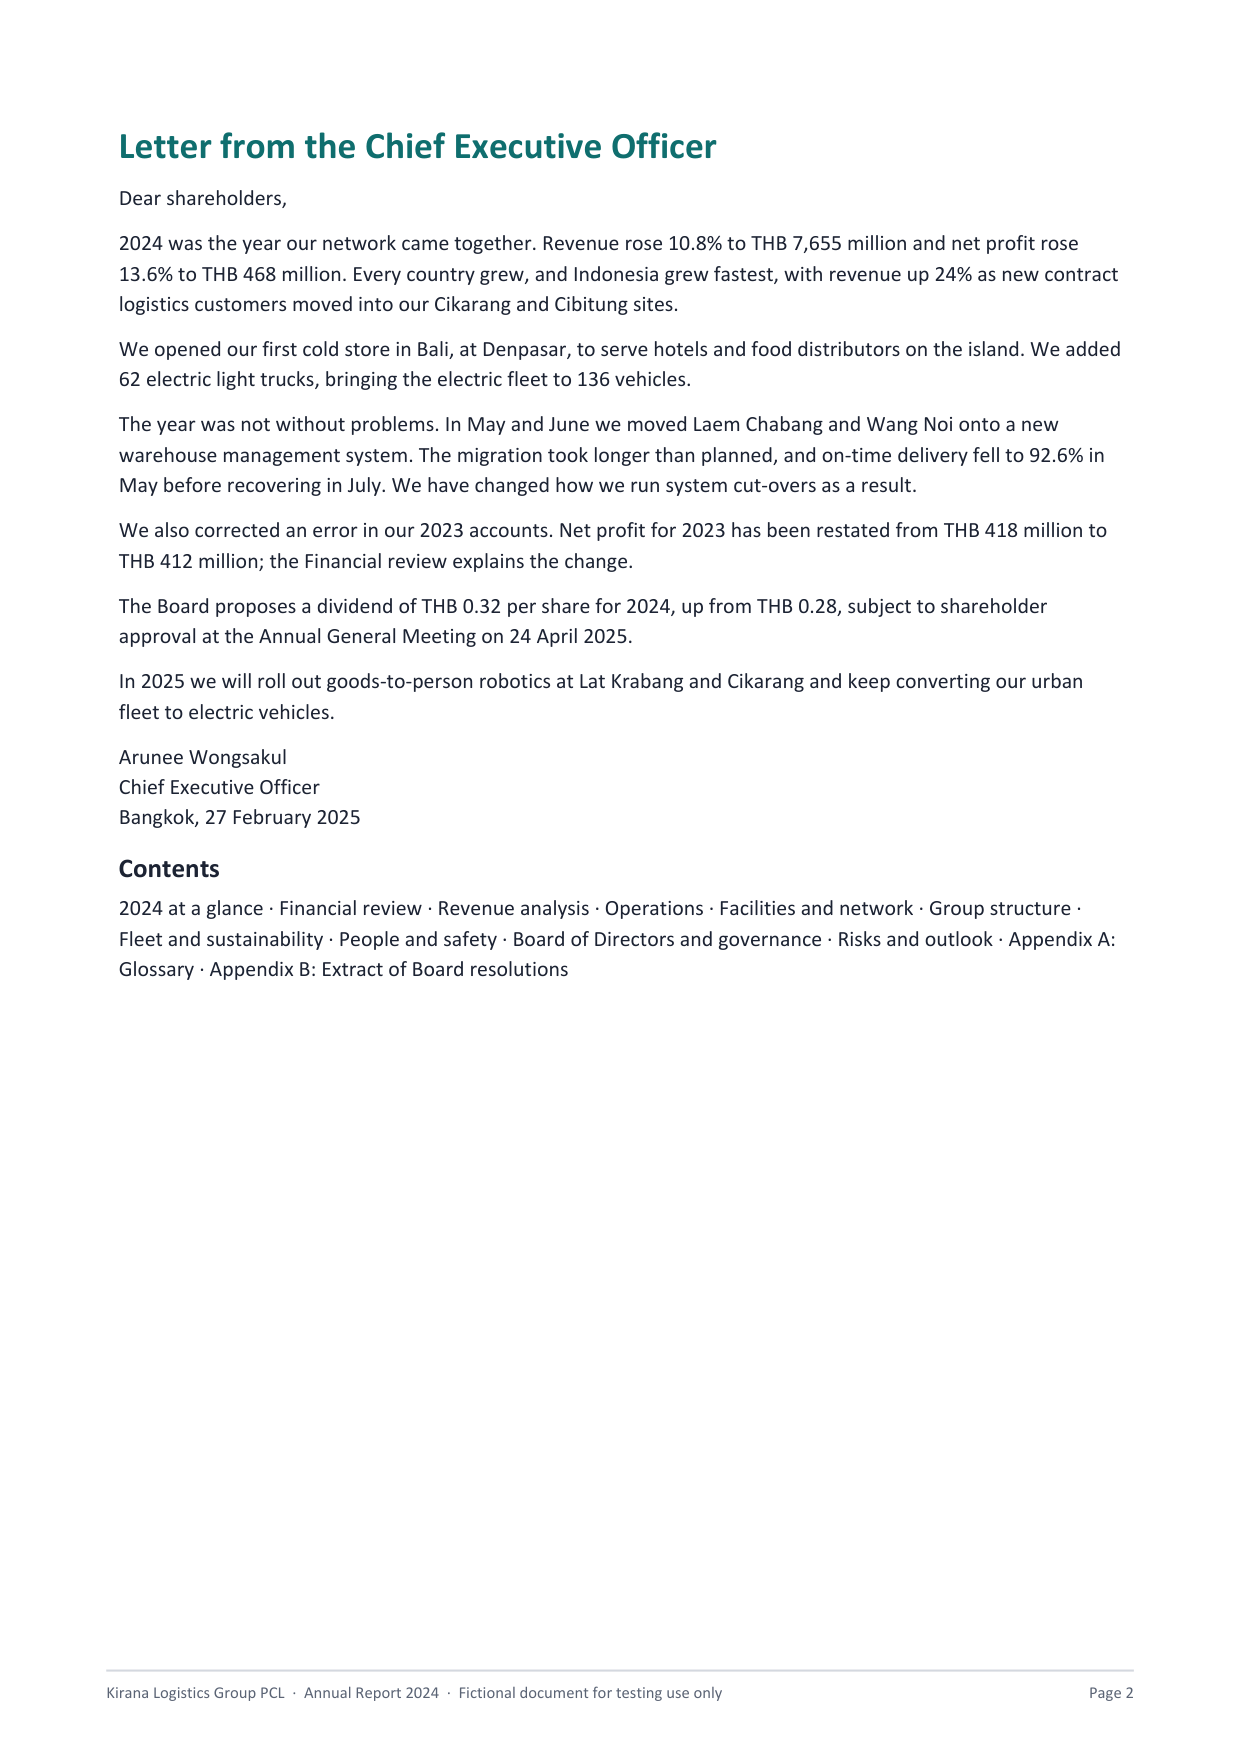 Letter from the Chief Executive Officer
Dear shareholders,
2024 was the year our network came together. Revenue rose 10.8% to THB 7,655 million and net profit rose
13.6% to THB 468 million. Every country grew, and Indonesia grew fastest, with revenue up 24% as new contract
logistics customers moved into our Cikarang and Cibitung sites.
We opened our first cold store in Bali, at Denpasar, to serve hotels and food distributors on the island. We added
62 electric light trucks, bringing the electric fleet to 136 vehicles.
The year was not without problems. In May and June we moved Laem Chabang and Wang Noi onto a new
warehouse management system. The migration took longer than planned, and on-time delivery fell to 92.6% in
May before recovering in July. We have changed how we run system cut-overs as a result.
We also corrected an error in our 2023 accounts. Net profit for 2023 has been restated from THB 418 million to
THB 412 million; the Financial review explains the change.
The Board proposes a dividend of THB 0.32 per share for 2024, up from THB 0.28, subject to shareholder
approval at the Annual General Meeting on 24 April 2025.
In 2025 we will roll out goods-to-person robotics at Lat Krabang and Cikarang and keep converting our urban
fleet to electric vehicles.
Arunee Wongsakul
Chief Executive Officer
Bangkok, 27 February 2025
Contents
2024 at a glance · Financial review · Revenue analysis · Operations · Facilities and network · Group structure ·
Fleet and sustainability · People and safety · Board of Directors and governance · Risks and outlook · Appendix A:
Glossary · Appendix B: Extract of Board resolutions
Kirana Logistics Group PCL · Annual Report 2024 · Fictional document for testing use only
Page 2